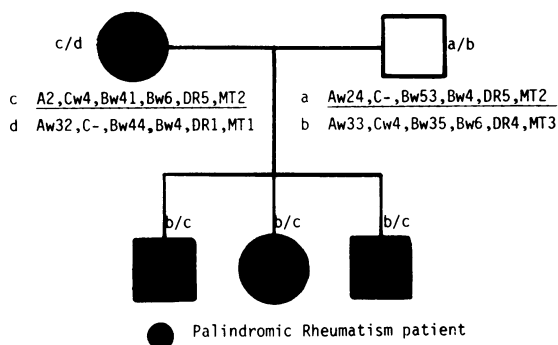 c/d
a/b
c A2,Cw4,Bw41,Bw6,DR5,MT2
a Aw24,C-,Bw53,Bw4,DR5,MT2
d Aw32,C-,Bw44,Bw4,DR1,MT1
b Aw33,Cw4,Bw35,Bw6,DR4,MT3
b/c b/c b/c
Palindromic Rheumatism patient